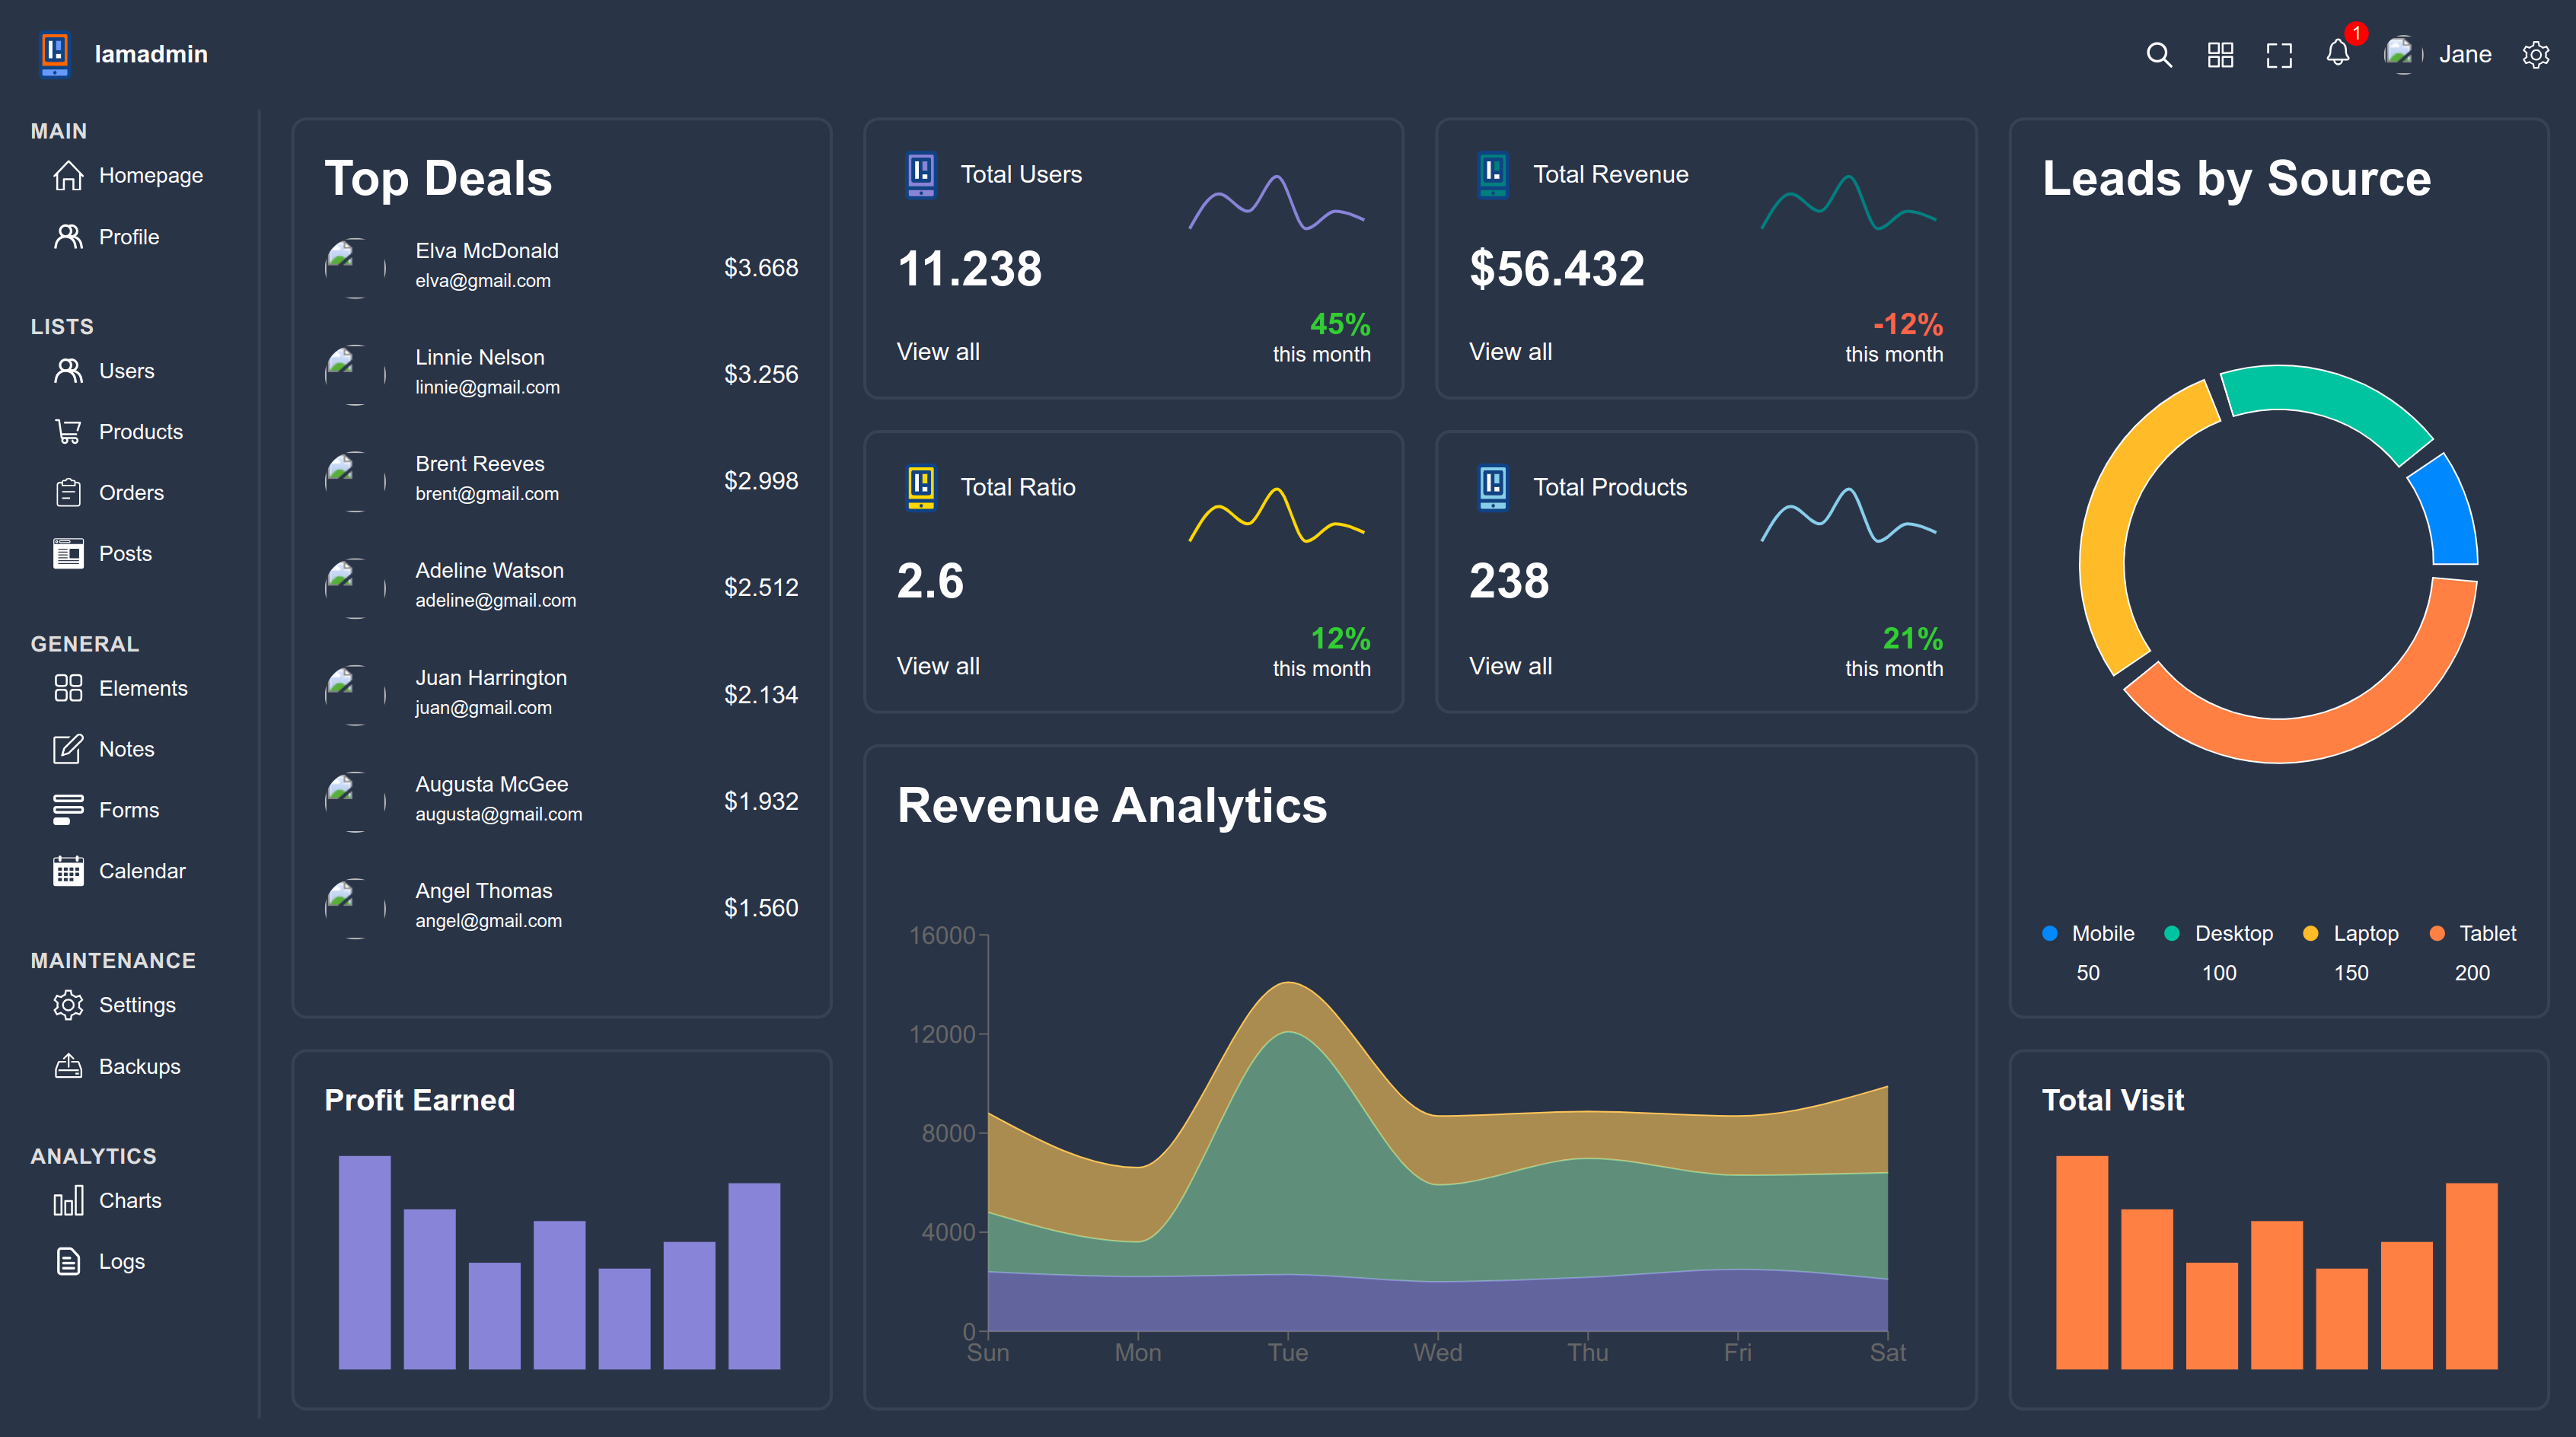 lamadmin
1
Jane
MAIN
Homepage
Profile
LISTS
Users
Products
Orders
Posts
GENERAL
Elements
Notes
Forms
Calendar
MAINTENANCE
Settings
Backups
ANALYTICS
Charts
Logs
Top Deals
Elva McDonald
elva@gmail.com
$3.668
Linnie Nelson
linnie@gmail.com
$3.256
Brent Reeves
brent@gmail.com
$2.998
Adeline Watson
adeline@gmail.com
$2.512
Juan Harrington
juan@gmail.com
$2.134
Augusta McGee
augusta@gmail.com
$1.932
Angel Thomas
angel@gmail.com
$1.560
Profit Earned
Total Users
11.238
View all
45%
this month
Total Revenue
$56.432
View all
-12%
this month
Total Ratio
2.6
View all
12%
this month
Total Products
238
View all
21%
this month
Revenue Analytics
16000
12000
8000
4000
0
Sun Mon Tue Wed Thu Fri Sat
Leads by Source
Mobile Desktop Laptop Tablet
50 100 150 200
Total Visit